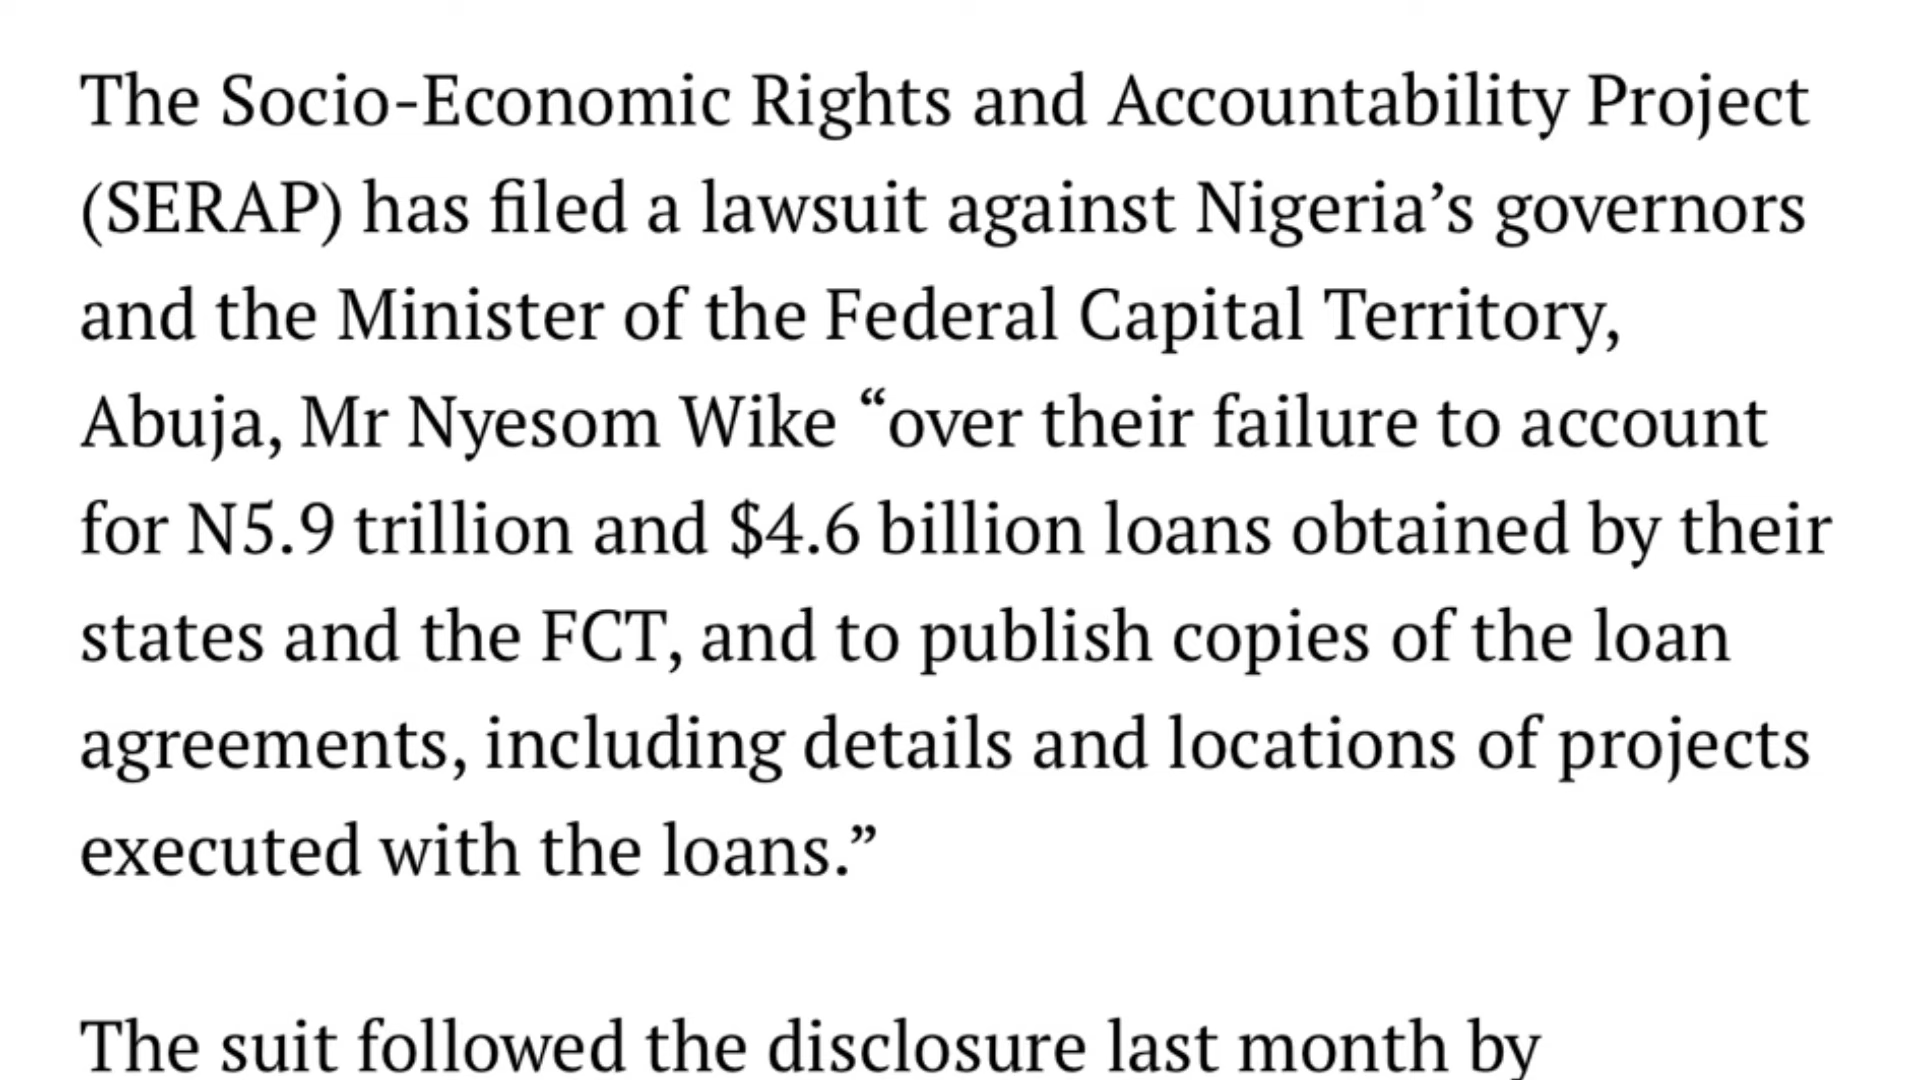 The Socio-Economic Rights and Accountability Project
(SERAP) has filed a lawsuit against Nigeria’s governors
and the Minister of the Federal Capital Territory,
Abuja, Mr Nyesom Wike “over their failure to account
for N5.9 trillion and $4.6 billion loans obtained by their
states and the FCT, and to publish copies of the loan
agreements, including details and locations of projects
executed with the loans.”
The suit followed the disclosure last month by